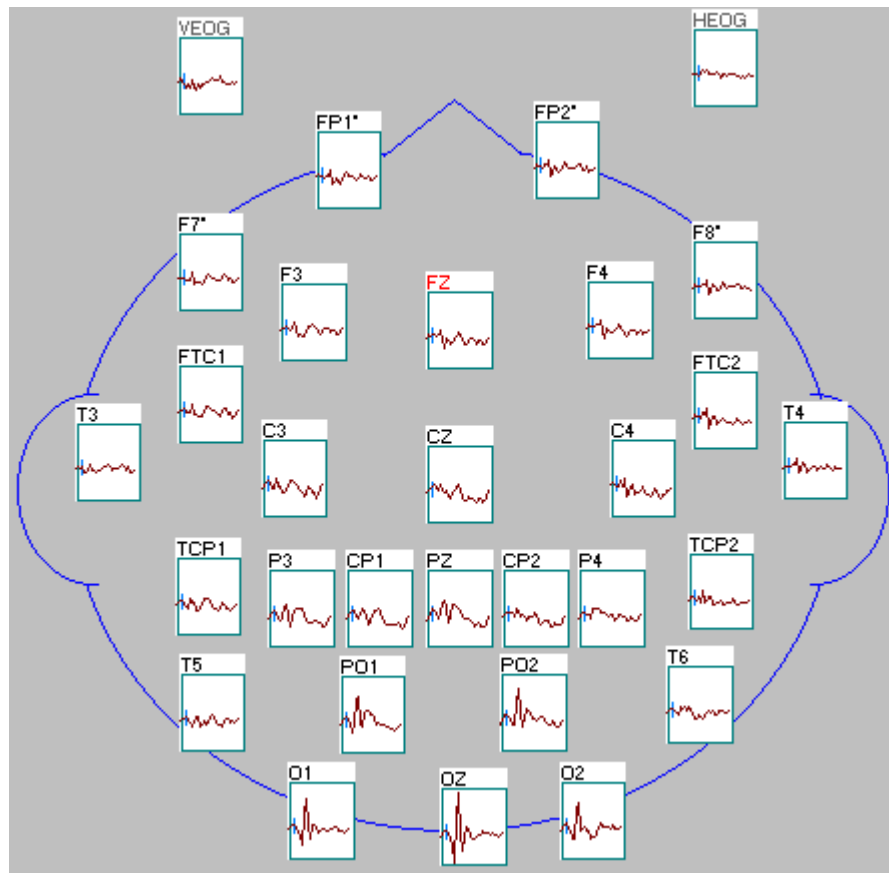 VEOG
HEOG
FP1"
FP2"
F7"
F8"
F3
FZ
F4
FTC1
FTC2
T3
T4
C3
CZ
C4
TCP1
P3
CP1
PZ
CP2
P4
TCP2
T5
PO1
PO2
T6
O1
OZ
O2